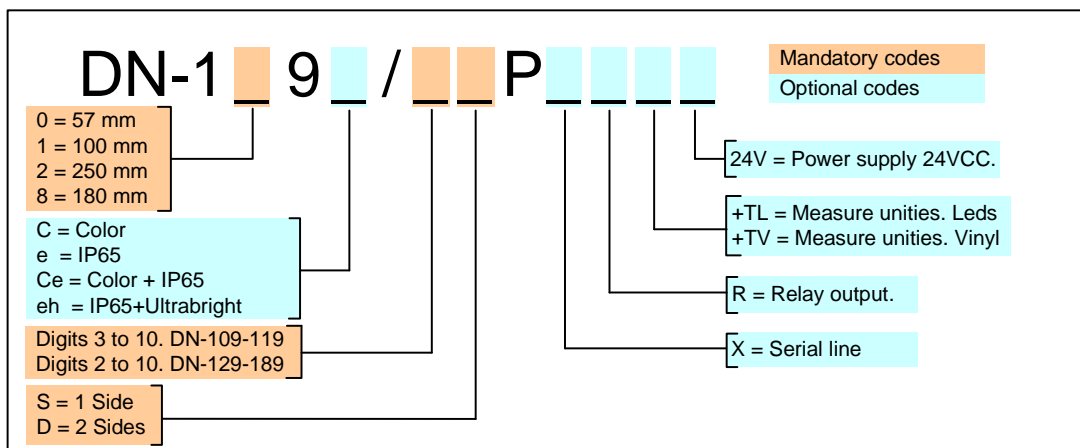 DN-1_ 9_ / _ _ P_ _ _ _
Mandatory codes
Optional codes
0 = 57 mm
1 = 100 mm
2 = 250 mm
8 = 180 mm
C = Color
e = IP65
Ce = Color + IP65
eh = IP65+Ultrabright
Digits 3 to 10. DN-109-119
Digits 2 to 10. DN-129-189
S = 1 Side
D = 2 Sides
24V = Power supply 24VCC.
+TL = Measure unities. Leds
+TV = Measure unities. Vinyl
R = Relay output.
X = Serial line